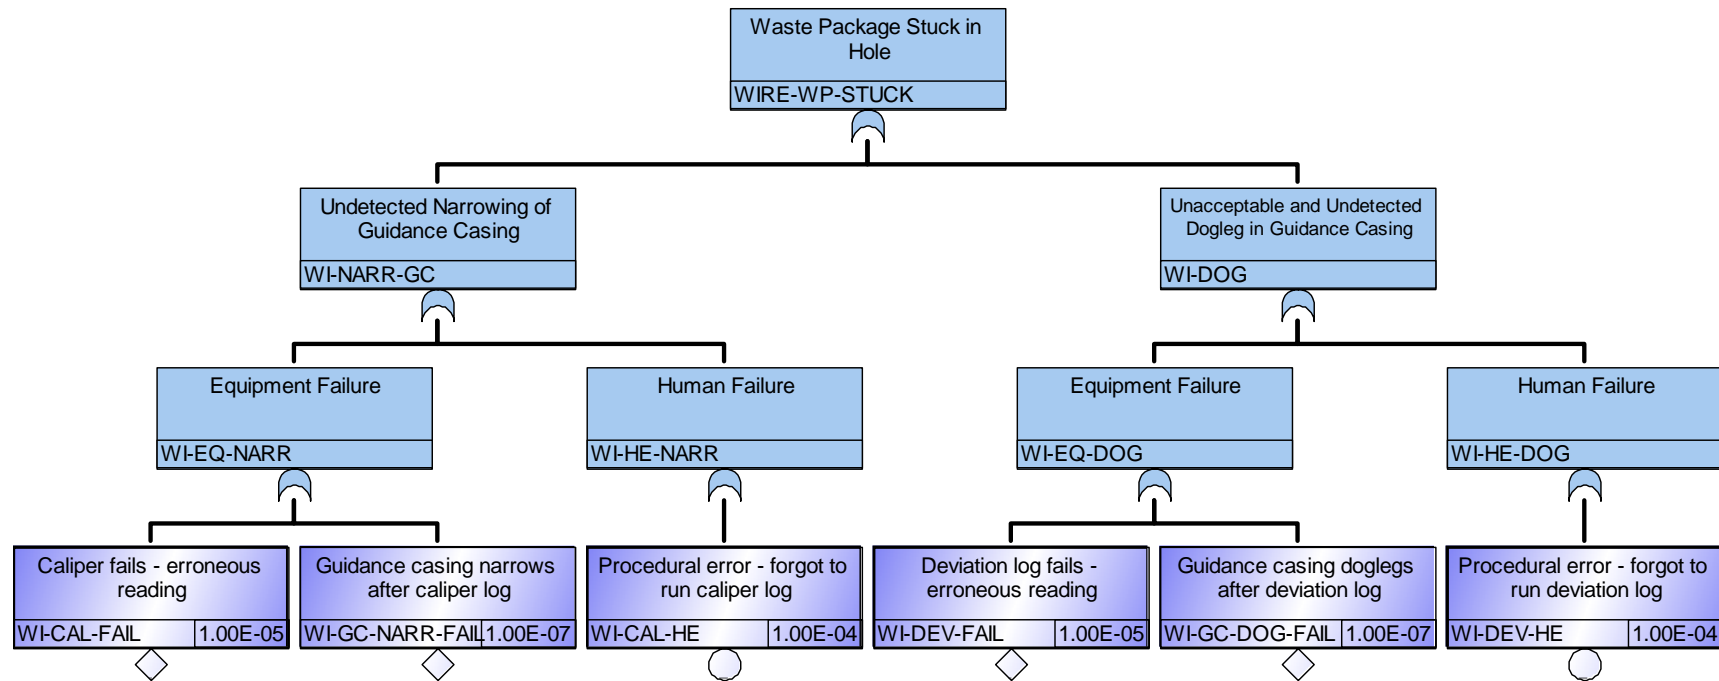 Waste Package Stuck in
Hole
WIRE-WP-STUCK
Undetected Narrowing of
Guidance Casing
WI-NARR-GC
Unacceptable and Undetected
Dogleg in Guidance Casing
WI-DOG
Equipment Failure
WI-EQ-NARR
Human Failure
WI-HE-NARR
Equipment Failure
WI-EQ-DOG
Human Failure
WI-HE-DOG
Caliper fails - erroneous
reading
WI-CAL-FAIL 1.00E-05
Guidance casing narrows
after caliper log
WI-GC-NARR-FAIL 1.00E-07
Procedural error - forgot to
run caliper log
WI-CAL-HE 1.00E-04
Deviation log fails -
erroneous reading
WI-DEV-FAIL 1.00E-05
Guidance casing doglegs
after deviation log
WI-GC-DOG-FAIL 1.00E-07
Procedural error - forgot to
run deviation log
WI-DEV-HE 1.00E-04